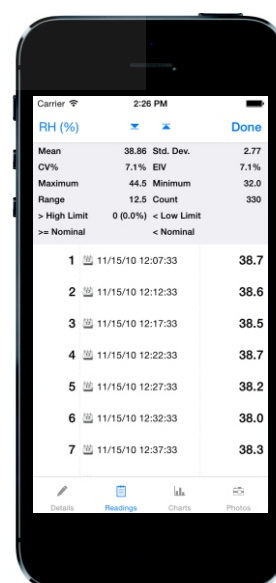 Carrier 2:26 PM
RH (%) Done
Mean 38.86 Std. Dev. 2.77
CV% 7.1% EIV 7.1%
Maximum 44.5 Minimum 32.0
Range 12.5 Count 330
> High Limit 0 (0.0%) < Low Limit
>= Nominal < Nominal
1 11/15/10 12:07:33 38.7
2 11/15/10 12:12:33 38.6
3 11/15/10 12:17:33 38.5
4 11/15/10 12:22:33 38.7
5 11/15/10 12:27:33 38.2
6 11/15/10 12:32:33 38.0
7 11/15/10 12:37:33 38.3
Details Readings Charts Photos